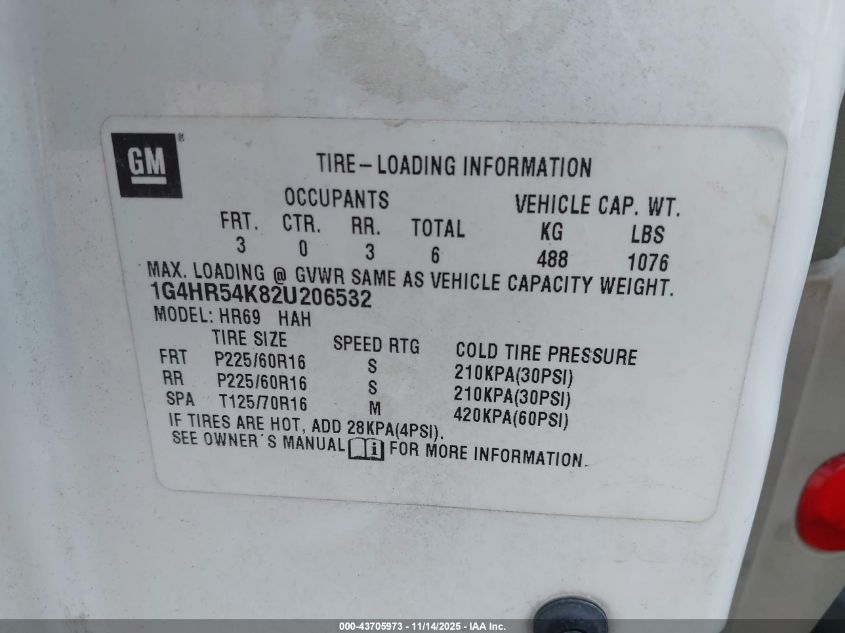 GM®
TIRE-LOADING INFORMATION
OCCUPANTS VEHICLE CAP. WT.
FRT. CTR. RR. TOTAL KG LBS
3 0 3 6 488 1076
MAX. LOADING @ GVWR SAME AS VEHICLE CAPACITY WEIGHT.
1G4HR54K82U206532
MODEL: HR69 HAH
TIRE SIZE SPEED RTG COLD TIRE PRESSURE
FRT P225/60R16 S 210KPA(30PSI)
RR P225/60R16 S 210KPA(30PSI)
SPA T125/70R16 M 420KPA(60PSI)
IF TIRES ARE HOT, ADD 28KPA(4PSI).
SEE OWNER'S MANUAL i FOR MORE INFORMATION.
000-43705973 - 11/14/2025 - IAA Inc.